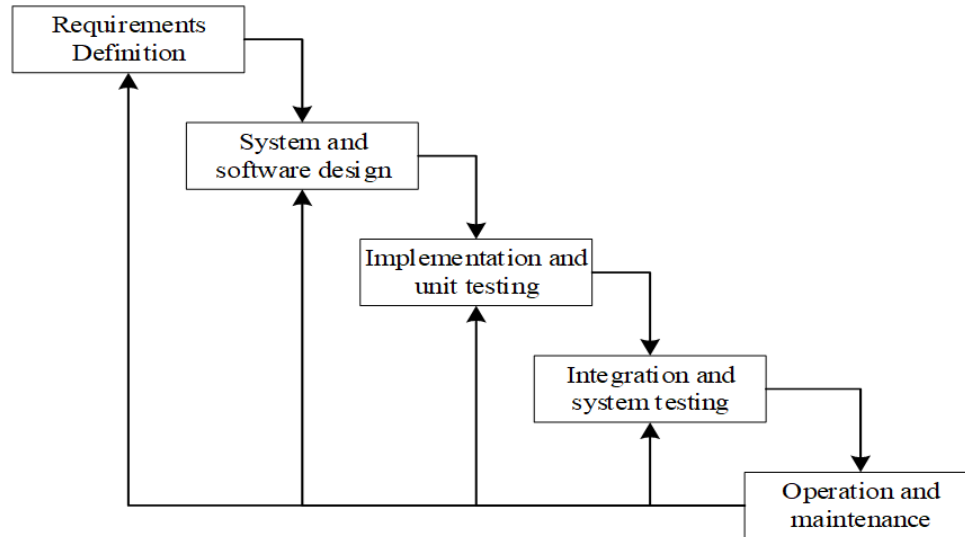 Requirements
Definition
System and
software design
Implementation and
unit testing
Integration and
system testing
Operation and
maintenance